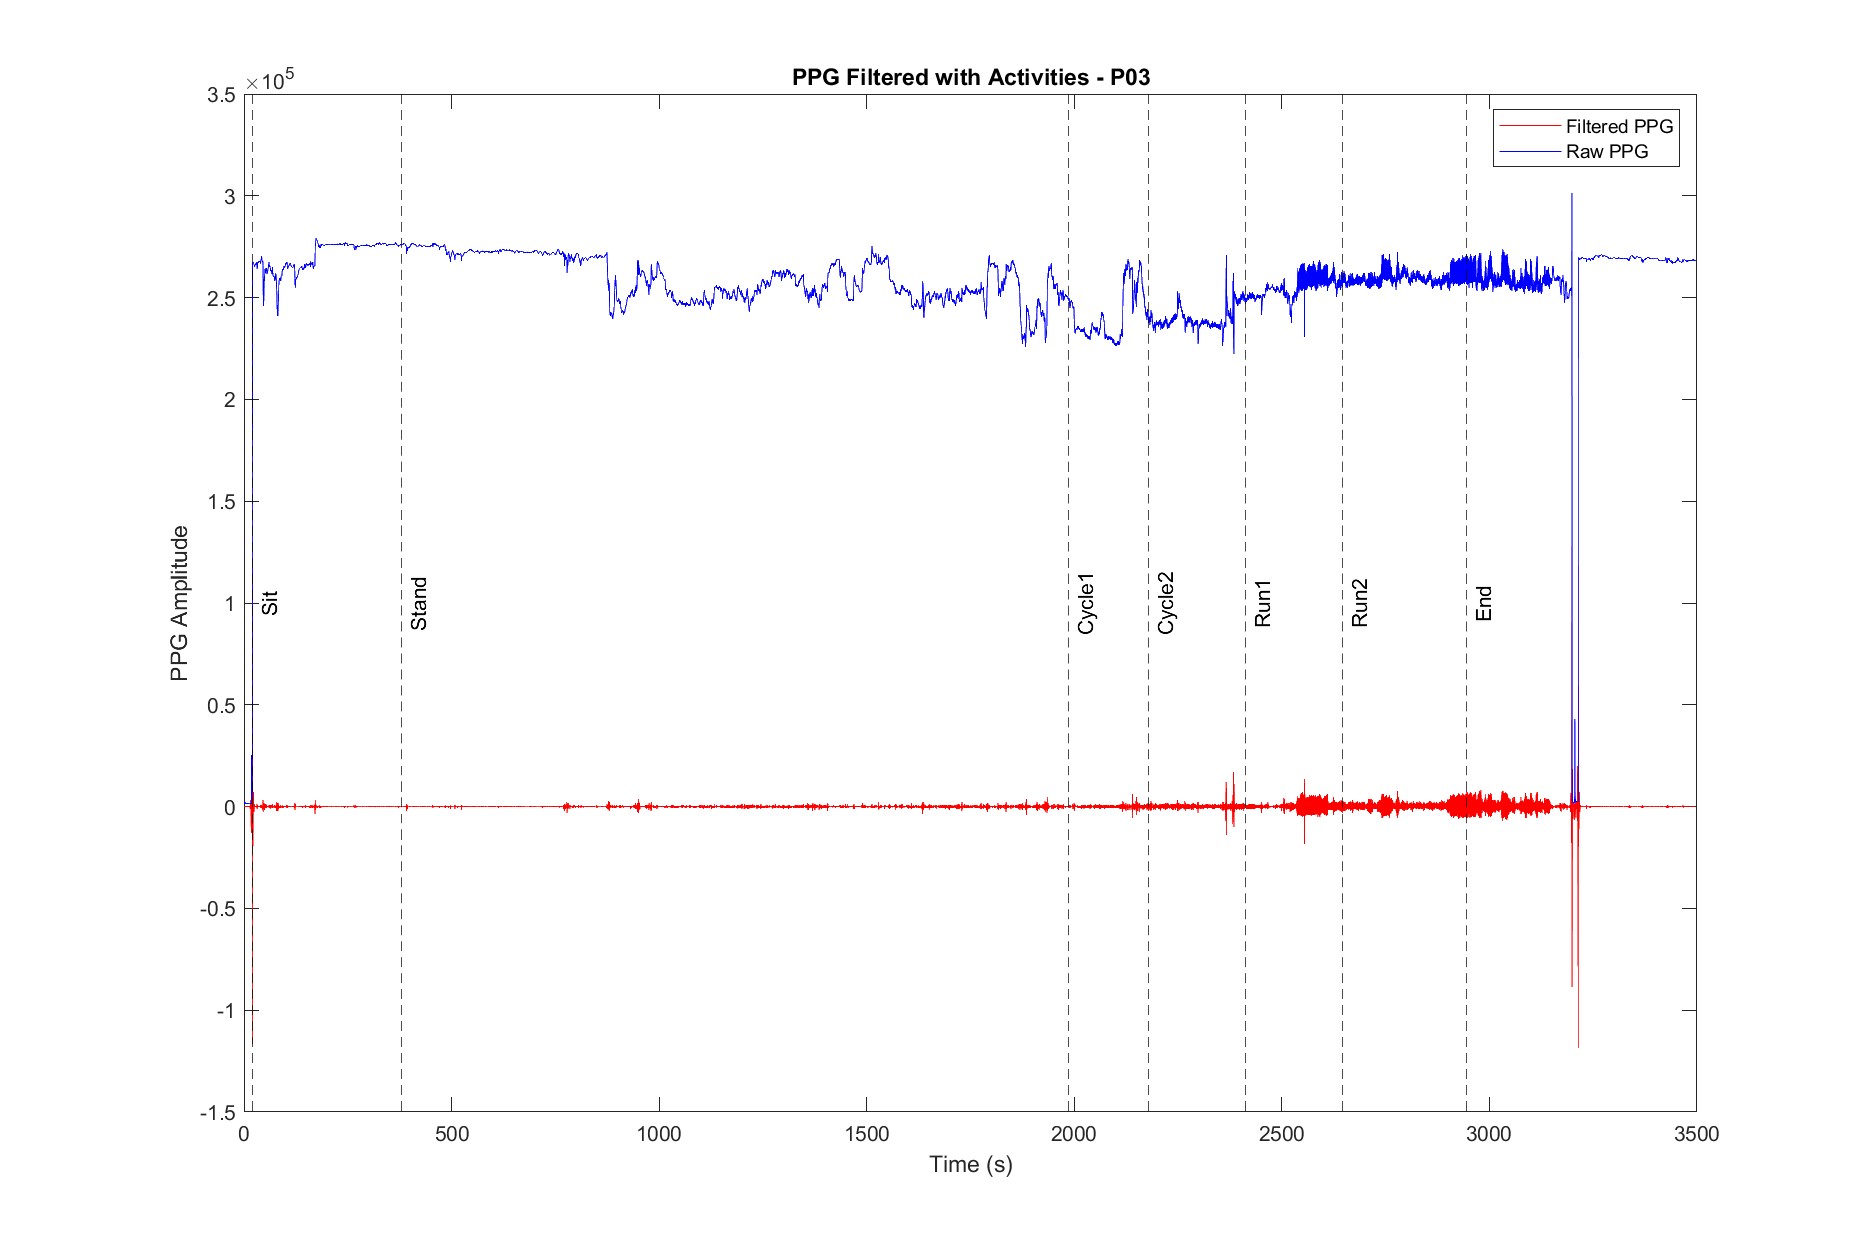 PPG Filtered with Activities - P03
×10^5
3.5
3
2.5
2
1.5
1
0.5
0
-0.5
-1
-1.5
PPG Amplitude
Filtered PPG
Raw PPG
Sit
Stand
Cycle1
Cycle2
Run1
Run2
End
0 500 1000 1500 2000 2500 3000 3500
Time (s)